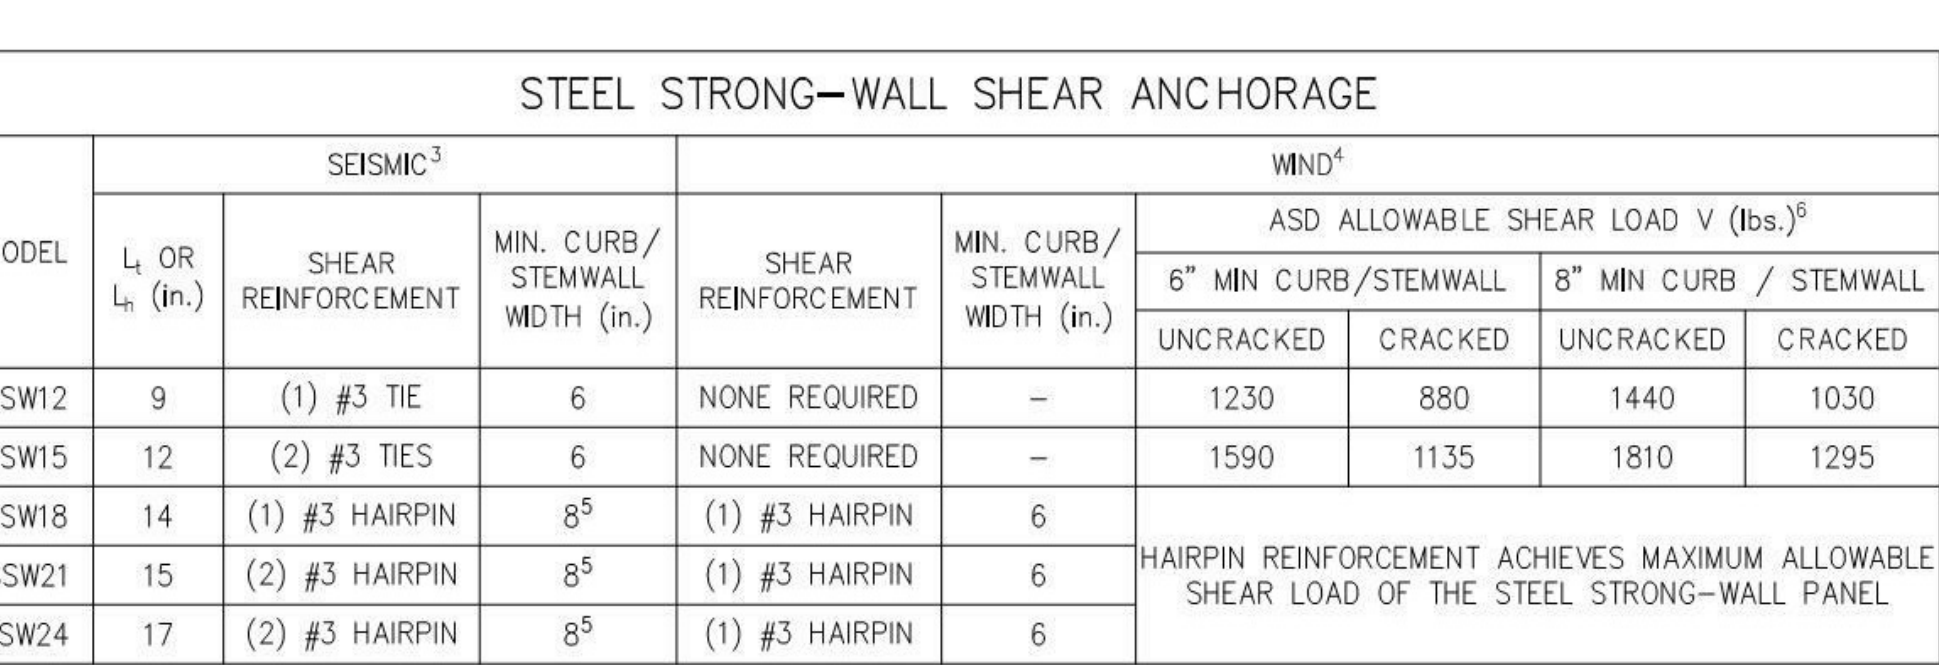 STEEL STRONG–WALL SHEAR ANCHORAGE
SEISMIC³ WIND⁴
ODEL
L_t OR
L_h (in.)
SHEAR
REINFORCEMENT
MIN. CURB/
STEMWALL
WIDTH (in.)
SHEAR
REINFORCEMENT
MIN. CURB/
STEMWALL
WIDTH (in.)
ASD ALLOWABLE SHEAR LOAD V (lbs.)⁶
6” MIN CURB/STEMWALL 8” MIN CURB / STEMWALL
UNCRACKED CRACKED UNCRACKED CRACKED
SW12 9 (1) #3 TIE 6 NONE REQUIRED – 1230 880 1440 1030
SW15 12 (2) #3 TIES 6 NONE REQUIRED – 1590 1135 1810 1295
SW18 14 (1) #3 HAIRPIN 8⁵ (1) #3 HAIRPIN 6
SW21 15 (2) #3 HAIRPIN 8⁵ (1) #3 HAIRPIN 6
SW24 17 (2) #3 HAIRPIN 8⁵ (1) #3 HAIRPIN 6
HAIRPIN REINFORCEMENT ACHIEVES MAXIMUM ALLOWABLE
SHEAR LOAD OF THE STEEL STRONG–WALL PANEL